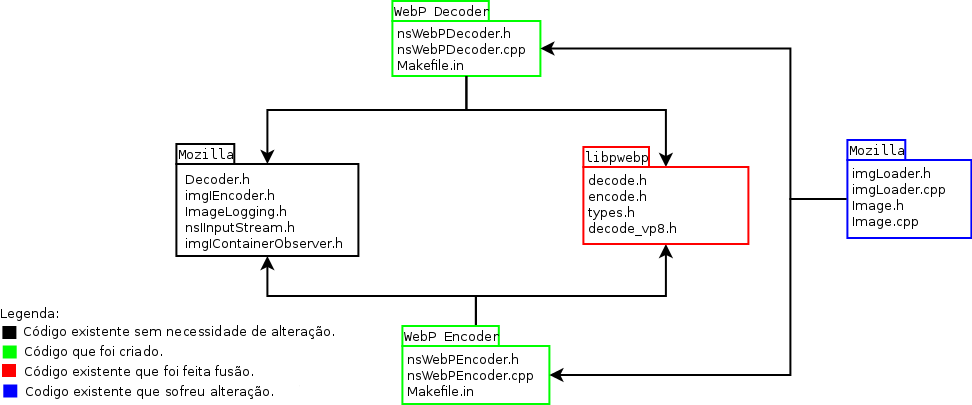 WebP Decoder
nsWebPDecoder.h
nsWebPDecoder.cpp
Makefile.in
Mozilla
Decoder.h
imgIEncoder.h
ImageLogging.h
nsIInputStream.h
imgIContainerObserver.h
libpwebp
decode.h
encode.h
types.h
decode_vp8.h
Mozilla
imgLoader.h
imgLoader.cpp
Image.h
Image.cpp
WebP Encoder
nsWebPEncoder.h
nsWebPEncoder.cpp
Makefile.in
Legenda:
Código existente sem necessidade de alteração.
Código que foi criado.
Código existente que foi feita fusão.
Codigo existente que sofreu alteração.